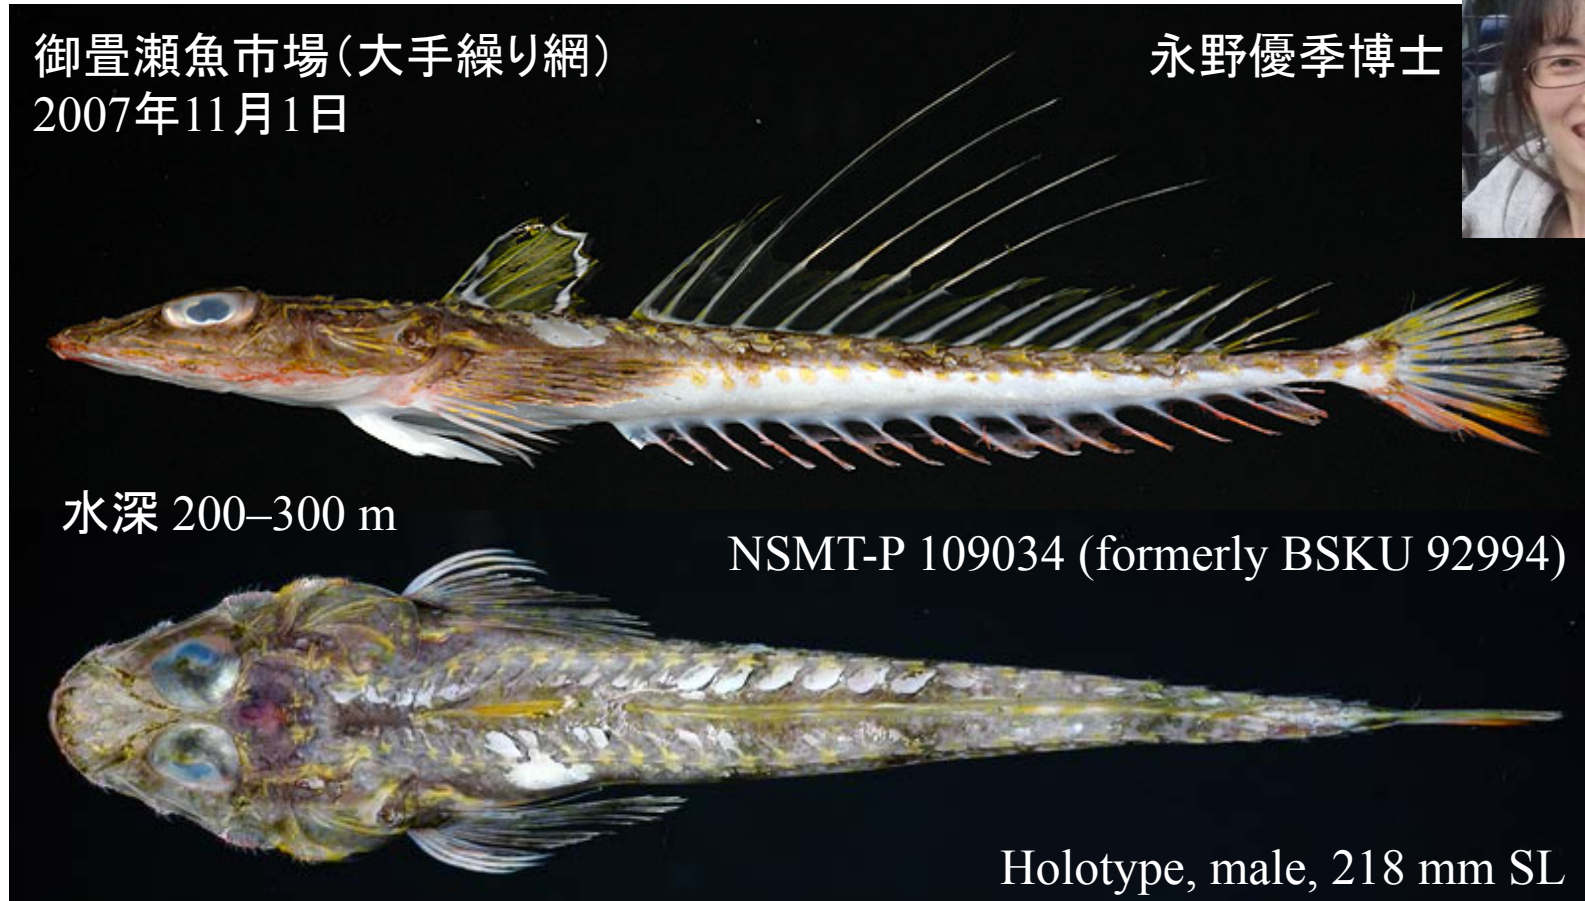 御畳瀬魚市場（大手繰り網）
2007年11月1日
永野優季博士
水深 200–300 m
NSMT-P 109034 (formerly BSKU 92994)
Holotype, male, 218 mm SL